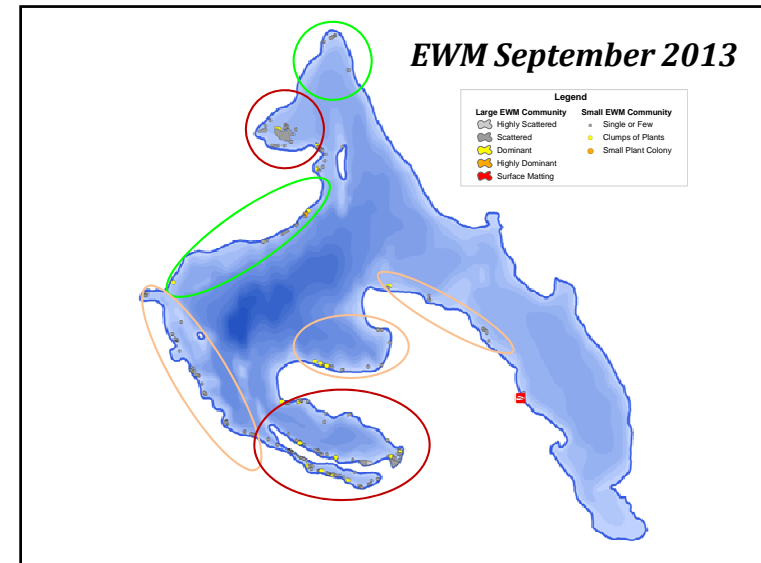 EWM September 2013
Legend
Large EWM Community
Small EWM Community
Highly Scattered
Single or Few
Scattered
Clumps of Plants
Dominant
Small Plant Colony
Highly Dominant
Surface Matting